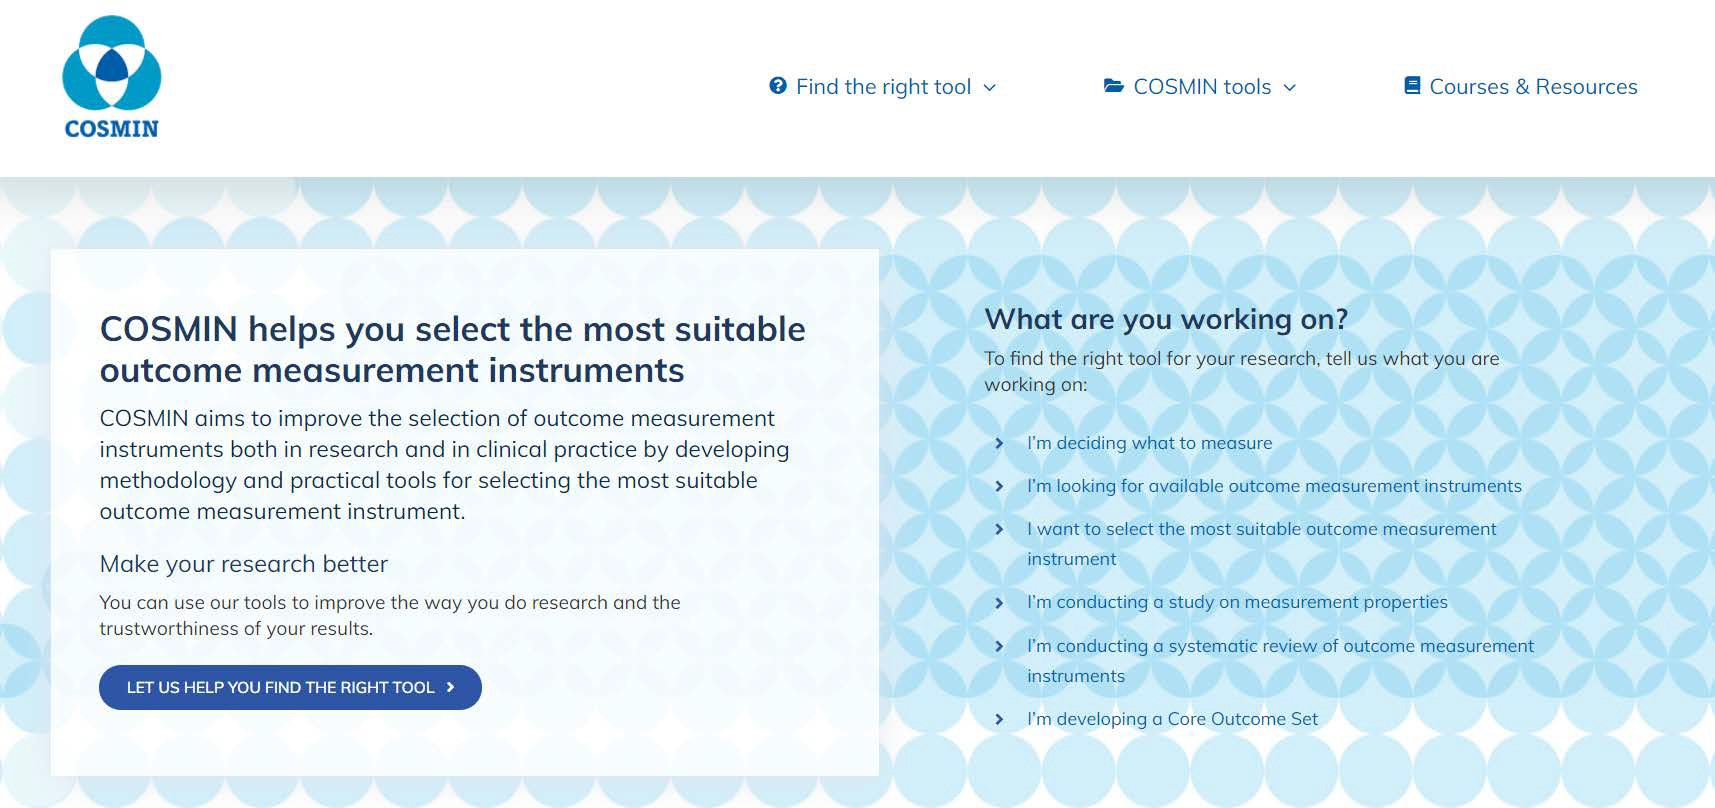 COSMIN
Find the right tool
COSMIN tools
Courses & Resources
COSMIN helps you select the most suitable
outcome measurement instruments
COSMIN aims to improve the selection of outcome measurement
instruments both in research and in clinical practice by developing
methodology and practical tools for selecting the most suitable
outcome measurement instrument.
Make your research better
You can use our tools to improve the way you do research and the
trustworthiness of your results.
LET US HELP YOU FIND THE RIGHT TOOL
What are you working on?
To find the right tool for your research, tell us what you are
working on:
I'm deciding what to measure
I'm looking for available outcome measurement instruments
I want to select the most suitable outcome measurement
instrument
I'm conducting a study on measurement properties
I'm conducting a systematic review of outcome measurement
instruments
I'm developing a Core Outcome Set